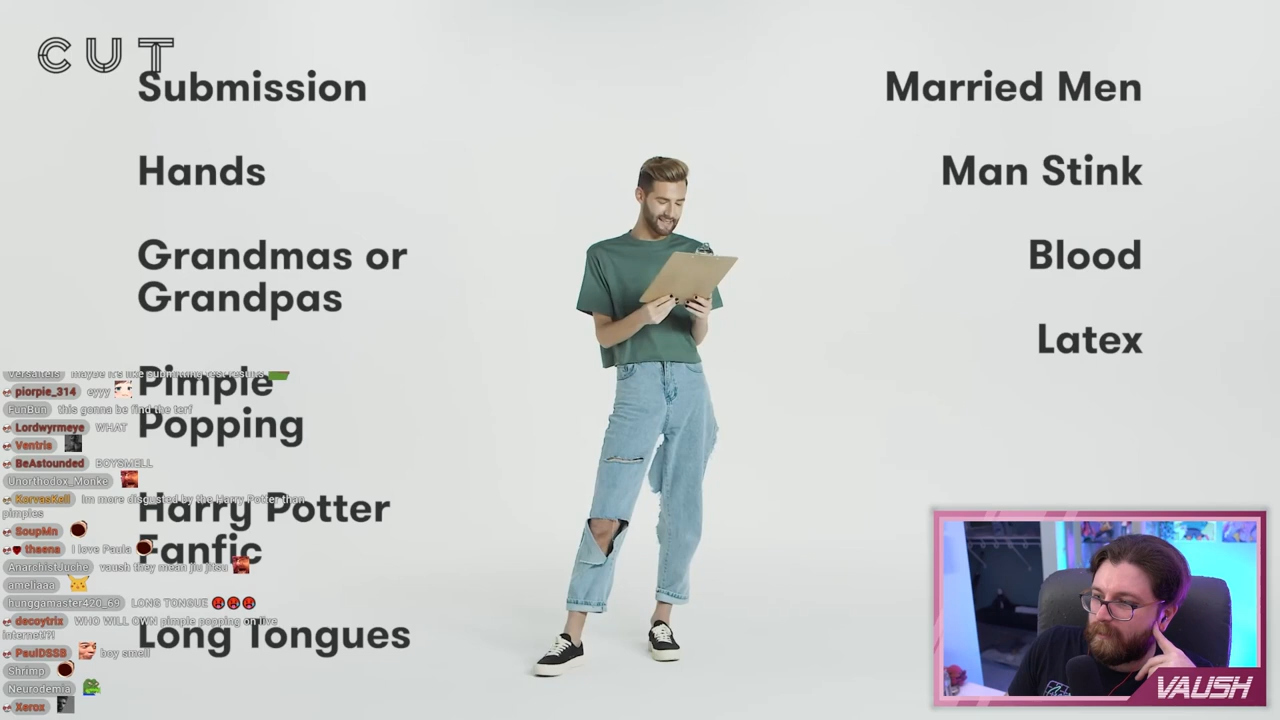 CUT
Submission
Hands
Grandmas or
Grandpas
Pimple
Popping
Harry Potter
Fanfic
Long Tongues
Married Men
Man Stink
Blood
Latex
piorpie_314 eyyy
FunBun this gonna be find the terf
Lordwyrmeye WHAT
Ventris
BeAstounded BOYSMELL
Unorthodox_Monke
KorvasKell Im more disgusted by the Harry Potter than
pimples
SoupMn
thaena I love Paula
AnarchistJuche vaush they mean jiu jitsu
ameliaaa
nunggamaster420_69 LONG TONGUE
decoytrix WHO WILL OWN pimple popping on live
internet?!
PaulDSSB boy smell
Shrimp
Neurodemia
Xerox
VAUSH